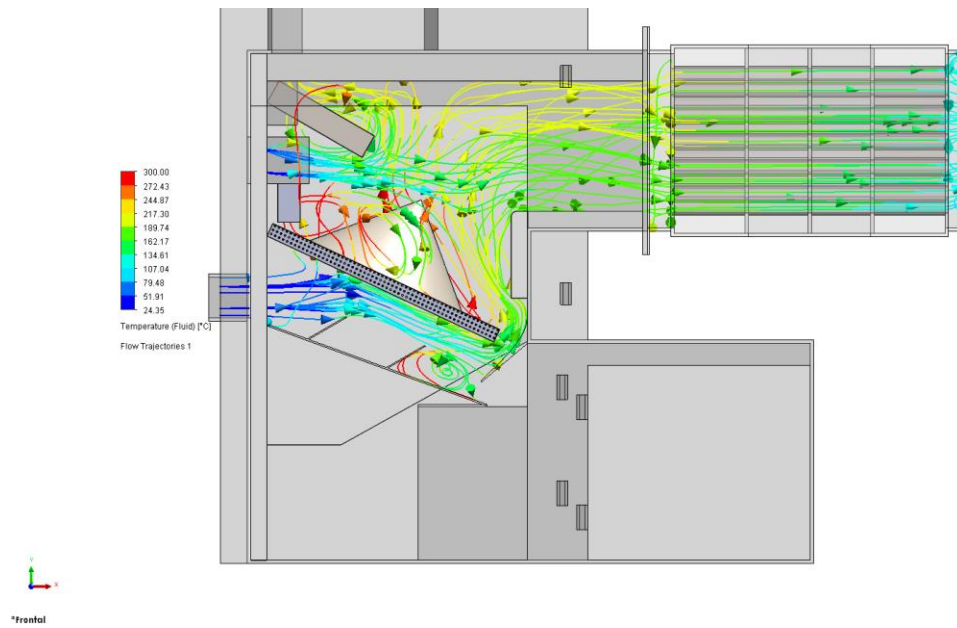 300.00
272.43
244.87
217.30
189.74
162.17
134.61
107.04
79.48
51.91
24.35
Temperature (Fluid) [°C]
Flow Trajectories 1
Y
X
*Frontal